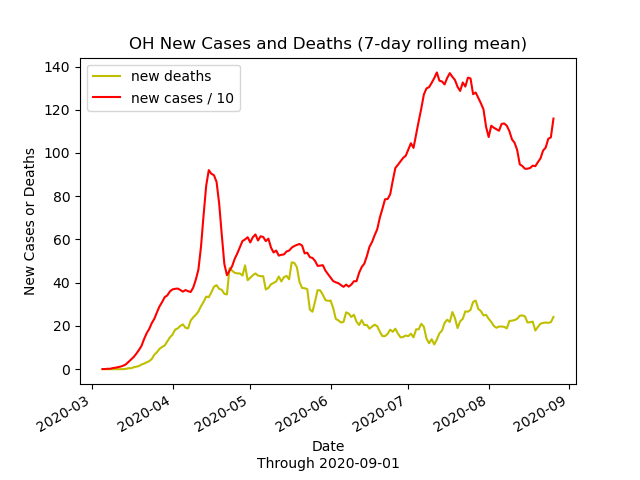 OH New Cases and Deaths (7-day rolling mean)
new deaths
new cases / 10
New Cases or Deaths
140
120
100
80
60
40
20
0
2020-03
2020-04
2020-05
2020-06
2020-07
2020-08
2020-09
Date
Through 2020-09-01